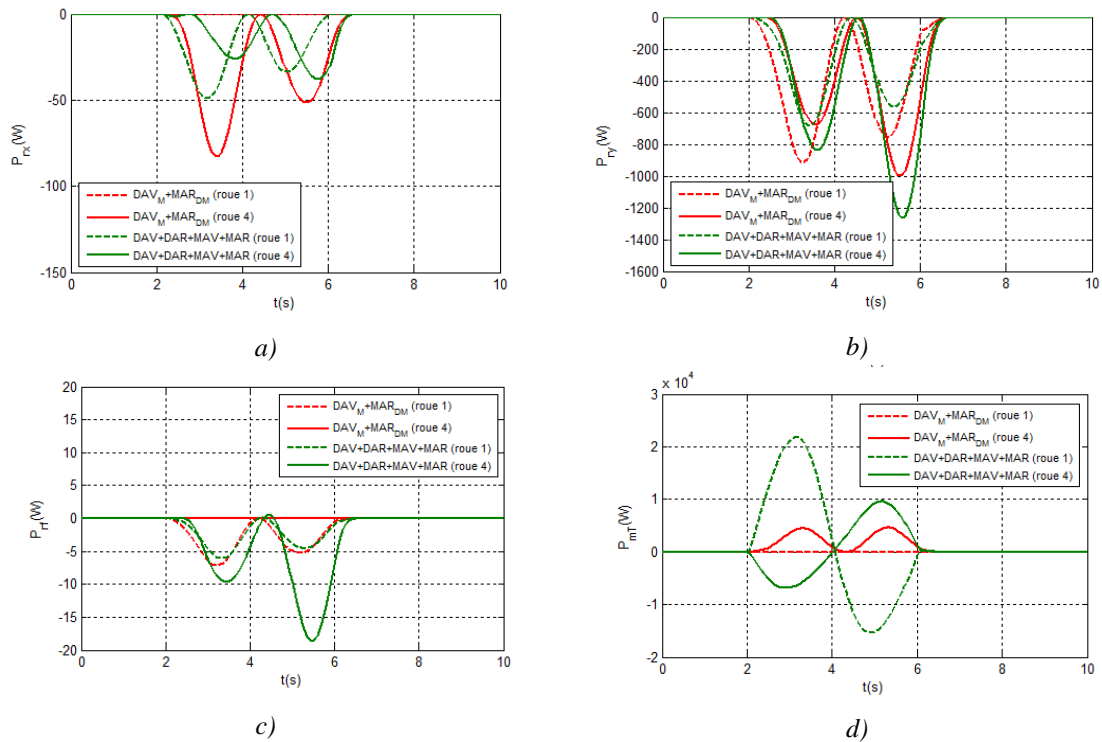 0
-50
-100
-150
P_rx(W)
DAV_M+MAR_DM (roue 1)
DAV_M+MAR_DM (roue 4)
DAV+DAR+MAV+MAR (roue 1)
DAV+DAR+MAV+MAR (roue 4)
0 2 4 6 8 10
t(s)
a)
0
-200
-400
-600
-800
-1000
-1200
-1400
-1600
P_ry(W)
DAV_M+MAR_DM (roue 1)
DAV_M+MAR_DM (roue 4)
DAV+DAR+MAV+MAR (roue 1)
DAV+DAR+MAV+MAR (roue 4)
0 2 4 6 8 10
t(s)
b)
20
15
10
5
0
-5
-10
-15
-20
P_rf(W)
DAV_M+MAR_DM (roue 1)
DAV_M+MAR_DM (roue 4)
DAV+DAR+MAV+MAR (roue 1)
DAV+DAR+MAV+MAR (roue 4)
0 2 4 6 8 10
t(s)
c)
x 10^4
3
2
1
0
-1
-2
P_mT(W)
DAV_M+MAR_DM (roue 1)
DAV_M+MAR_DM (roue 4)
DAV+DAR+MAV+MAR (roue 1)
DAV+DAR+MAV+MAR (roue 4)
0 2 4 6 8 10
t(s)
d)